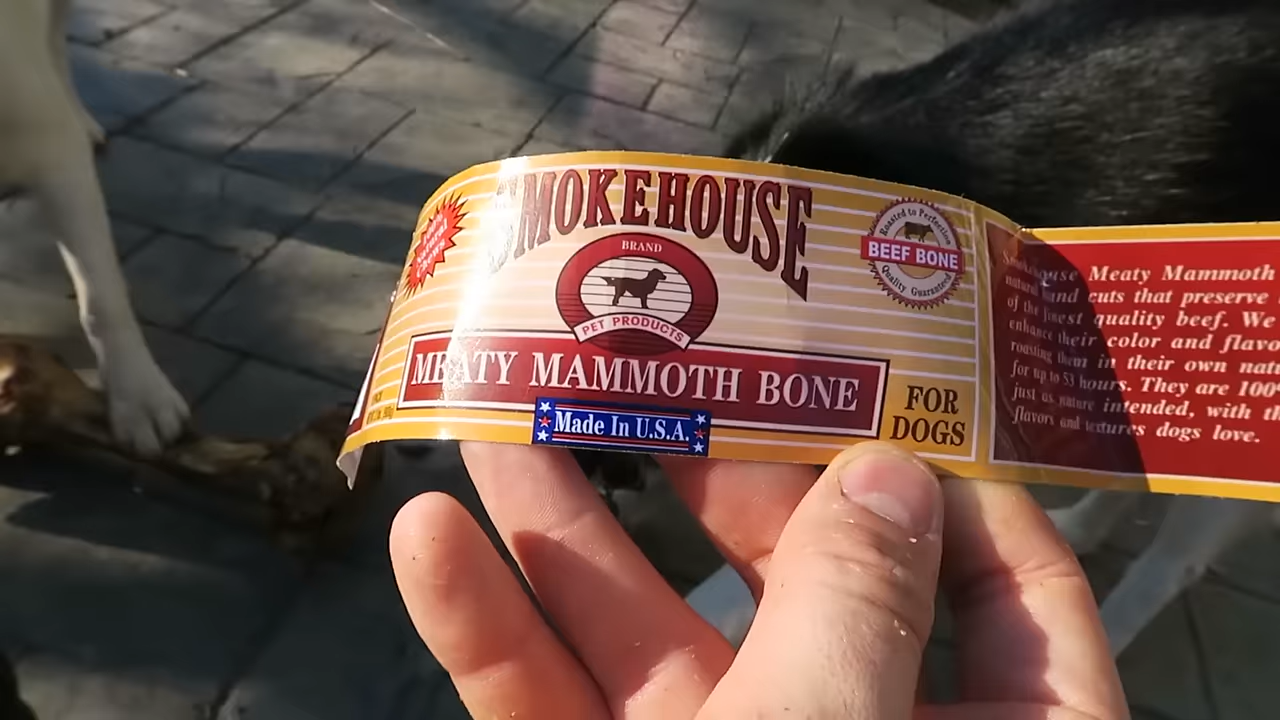 SMOKEHOUSE
BRAND
PET PRODUCTS
MEATY MAMMOTH BONE
Made In U.S.A.
FOR
DOGS
Natural
Chews
Roasted to Perfection
BEEF BONE
Quality Guaranteed
Smokehouse Meaty Mammoth
natural and cuts that preserve
of the finest quality beef. We
enhance their color and flavo
roasting them in their own natu
for up to 53 hours. They are 100
just as nature intended, with th
flavors and textures dogs love.